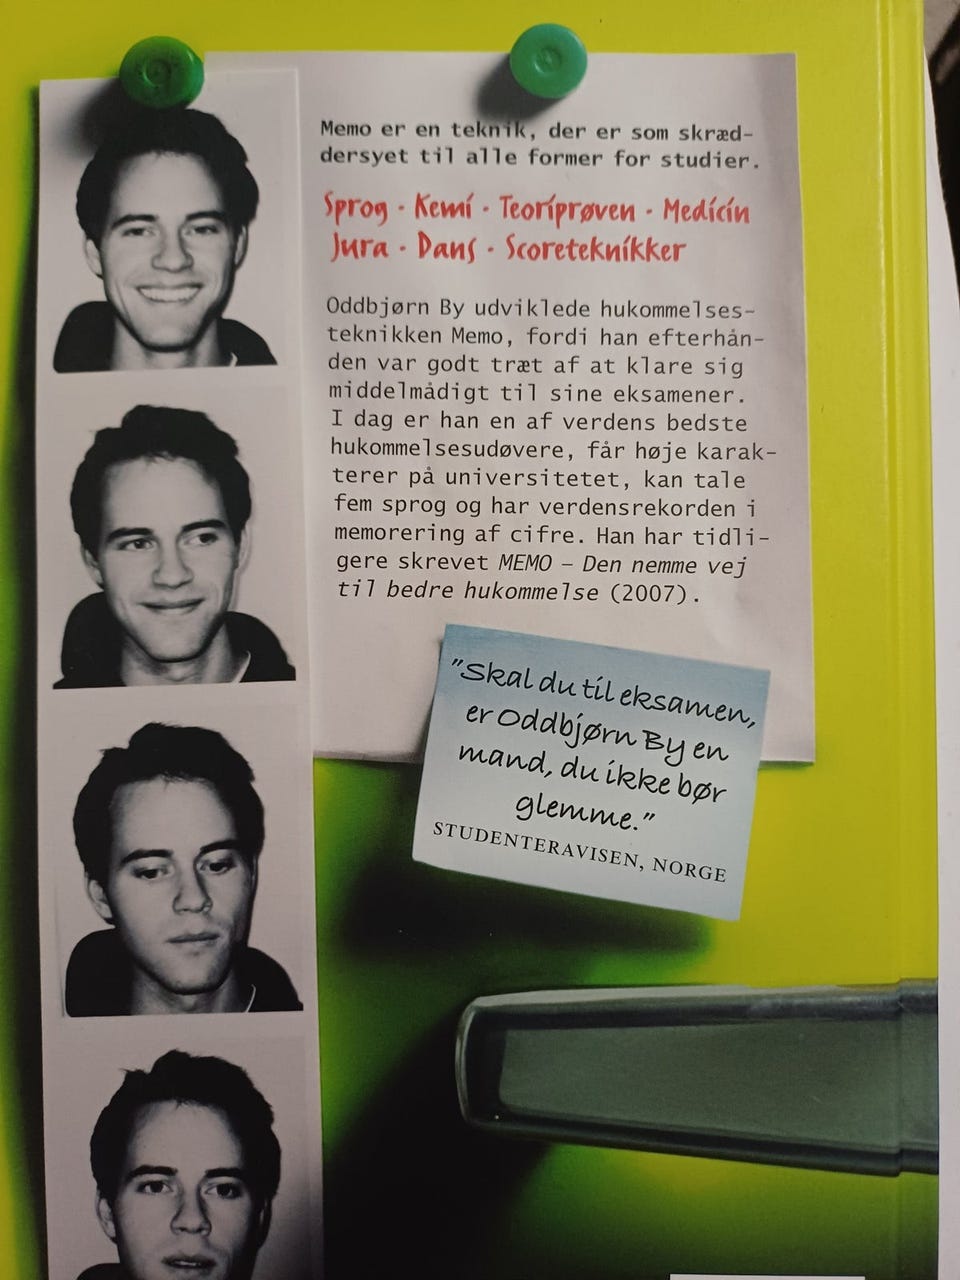 Memo er en teknik, der er som skræd-
dersyet til alle former for studier.
Sprog · Kemi · Teoriprøven · Medicin
Jura · Dans · Scoreteknikker
Oddbjørn By udviklede hukommelses-
teknikken Memo, fordi han efterhån-
den var godt træt af at klare sig
middelmådigt til sine eksamener.
I dag er han en af verdens bedste
hukommelsesudøvere, får høje karak-
terer på universitetet, kan tale
fem sprog og har verdensrekorden i
memorering af cifre. Han har tidli-
gere skrevet MEMO – Den nemme vej
til bedre hukommelse (2007).
"Skal du til eksamen,
er Oddbjørn By en
mand, du ikke bør
glemme."
STUDENTERAVISEN, NORGE